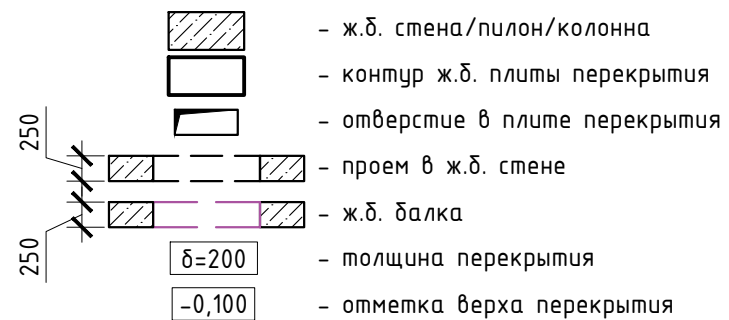 - ж.б. стена/пилон/колонна
- контур ж.б. плиты перекрытия
- отверстие в плите перекрытия
250
- проем в ж.б. стене
- ж.б. балка
250
δ=200 - толщина перекрытия
-0,100 - отметка верха перекрытия